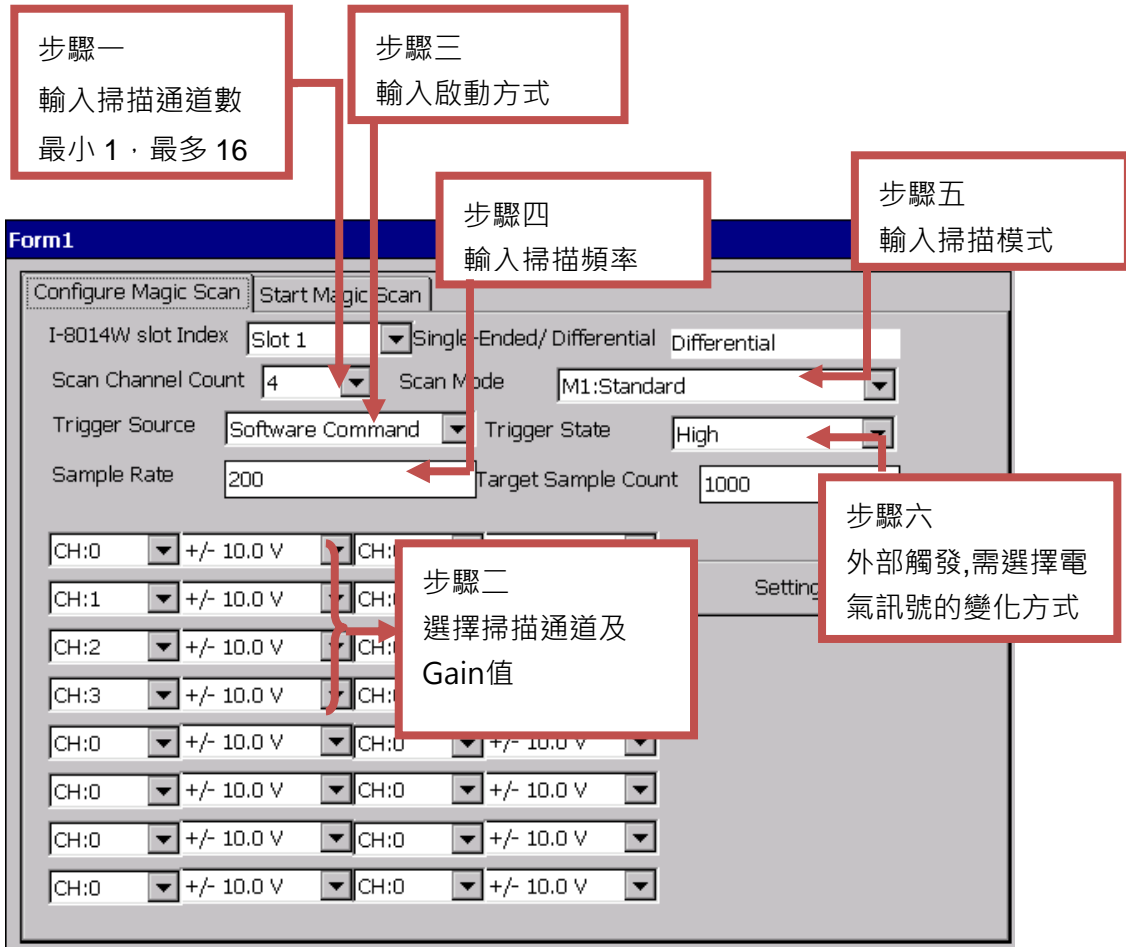 步驟一
輸入掃描通道數
最小 1，最多 16
步驟三
輸入啟動方式
步驟四
輸入掃描頻率
步驟五
輸入掃描模式
Form1
Configure Magic Scan Start Magic Scan
I-8014W slot Index Slot 1 Single-Ended/ Differential Differential
Scan Channel Count 4 Scan Mode M1:Standard
Trigger Source Software Command Trigger State High
Sample Rate 200 Target Sample Count 1000
步驟六
外部觸發,需選擇電
氣訊號的變化方式
步驟二
選擇掃描通道及
Gain值
CH:0 +/- 10.0 V
CH:1 +/- 10.0 V Setting
CH:2 +/- 10.0 V
CH:3 +/- 10.0 V
CH:0 +/- 10.0 V CH:0 +/- 10.0 V
CH:0 +/- 10.0 V CH:0 +/- 10.0 V
CH:0 +/- 10.0 V CH:0 +/- 10.0 V
CH:0 +/- 10.0 V CH:0 +/- 10.0 V